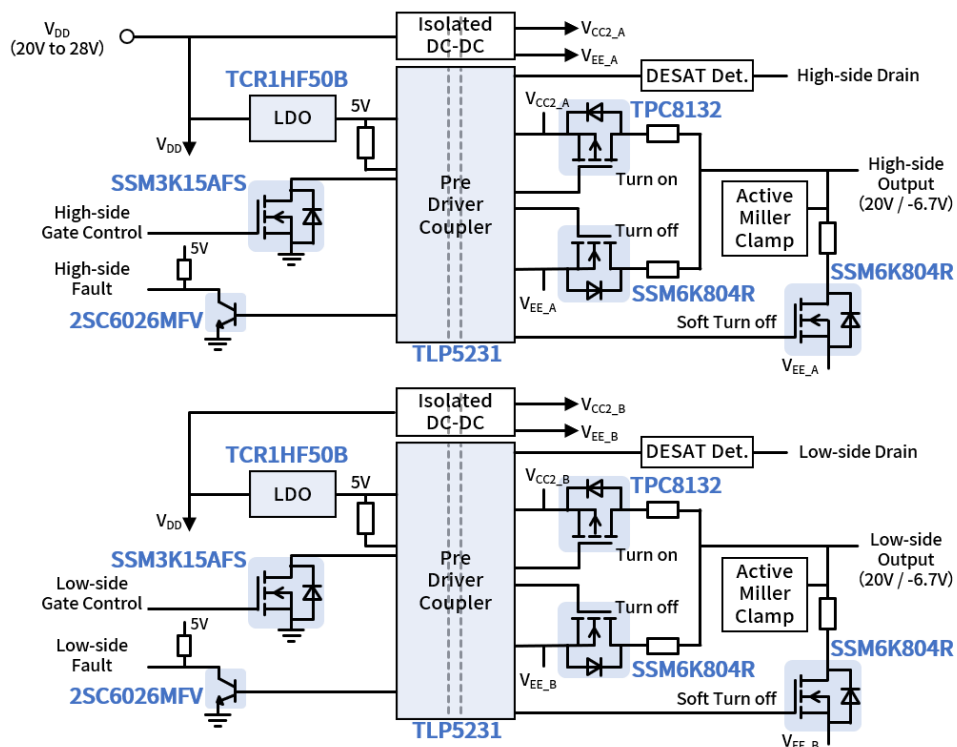 V_DD
(20V to 28V)
Isolated
DC-DC
V_CC2_A
V_EE_A
TCR1HF50B
LDO
5V
V_DD
DESAT Det.
High-side Drain
V_CC2_A
TPC8132
SSM3K15AFS
Pre
Driver
Coupler
Turn on
High-side
Output
(20V / -6.7V)
High-side
Gate Control
Active
Miller
Clamp
Turn off
5V
High-side
Fault
V_EE_A
SSM6K804R
SSM6K804R
2SC6026MFV
Soft Turn off
TLP5231
V_EE_A
Isolated
DC-DC
V_CC2_B
V_EE_B
TCR1HF50B
LDO
5V
V_DD
DESAT Det.
Low-side Drain
V_CC2_B
TPC8132
SSM3K15AFS
Pre
Driver
Coupler
Turn on
Low-side
Output
(20V / -6.7V)
Low-side
Gate Control
Active
Miller
Clamp
Turn off
5V
Low-side
Fault
V_EE_B
SSM6K804R
SSM6K804R
2SC6026MFV
Soft Turn off
TLP5231
V_EE_B